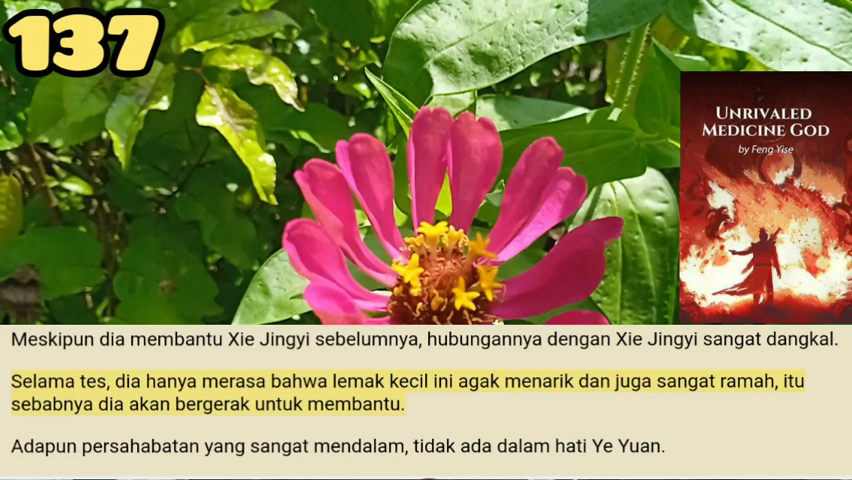 137
UNRIVALED
MEDICINE GOD
by Feng Yise
Meskipun dia membantu Xie Jingyi sebelumnya, hubungannya dengan Xie Jingyi sangat dangkal.
Selama tes, dia hanya merasa bahwa lemak kecil ini agak menarik dan juga sangat ramah, itu
sebabnya dia akan bergerak untuk membantu.
Adapun persahabatan yang sangat mendalam, tidak ada dalam hati Ye Yuan.